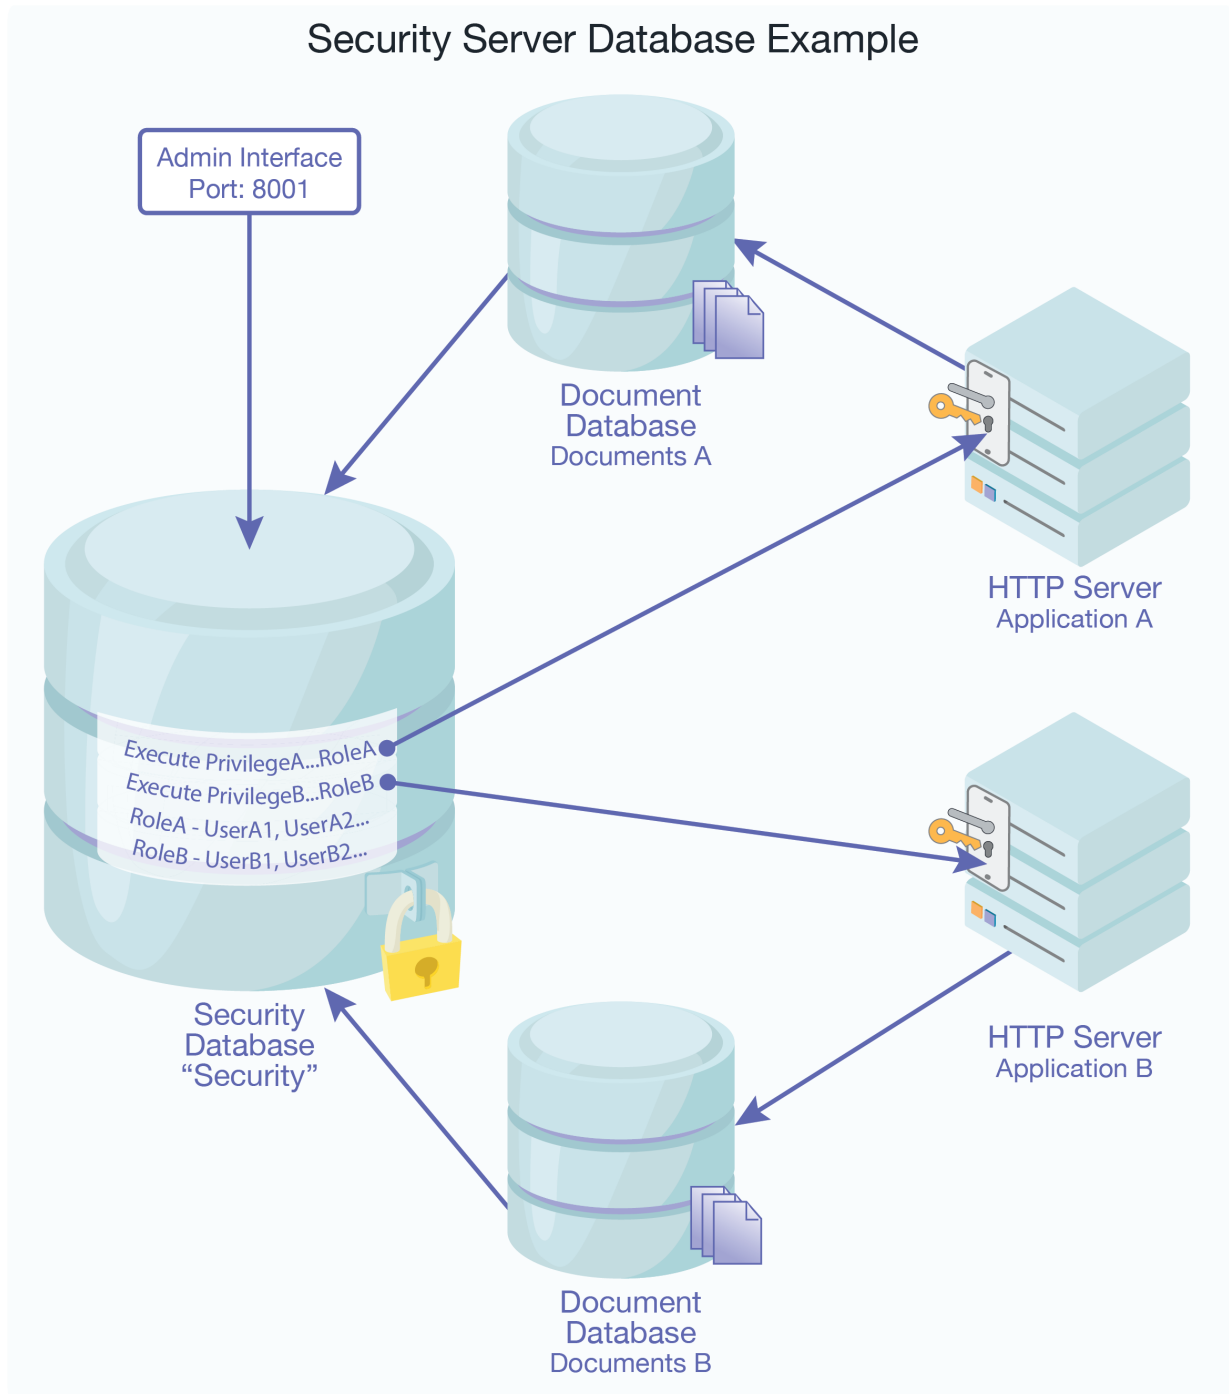 Security Server Database Example
Admin Interface
Port: 8001
Document
Database
Documents A
HTTP Server
Application A
Execute PrivilegeA...RoleA
Execute PrivilegeB...RoleB
RoleA - UserA1, UserA2...
RoleB - UserB1, UserB2...
Security
Database
“Security”
HTTP Server
Application B
Document
Database
Documents B